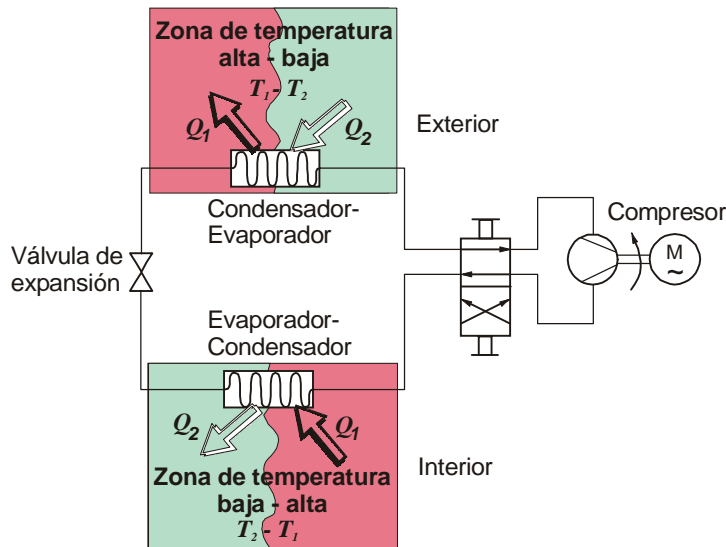 Zona de temperatura
alta - baja
T₁ - T₂
Q₁
Q₂
Exterior
Condensador-
Evaporador
Compresor
M
~
Válvula de
expansión
Evaporador-
Condensador
Q₂
Q₁
Zona de temperatura
baja - alta
T₂ - T₁
Interior